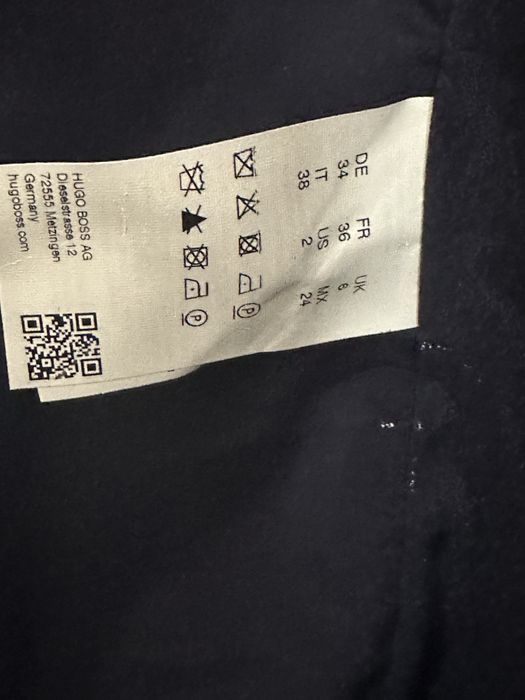 DE FR UK
34 36 6
IT US MX
38 2 24
P
P
HUGO BOSS AG
Dieselstrasse 12
72555 Metzingen
Germany
hugoboss.com